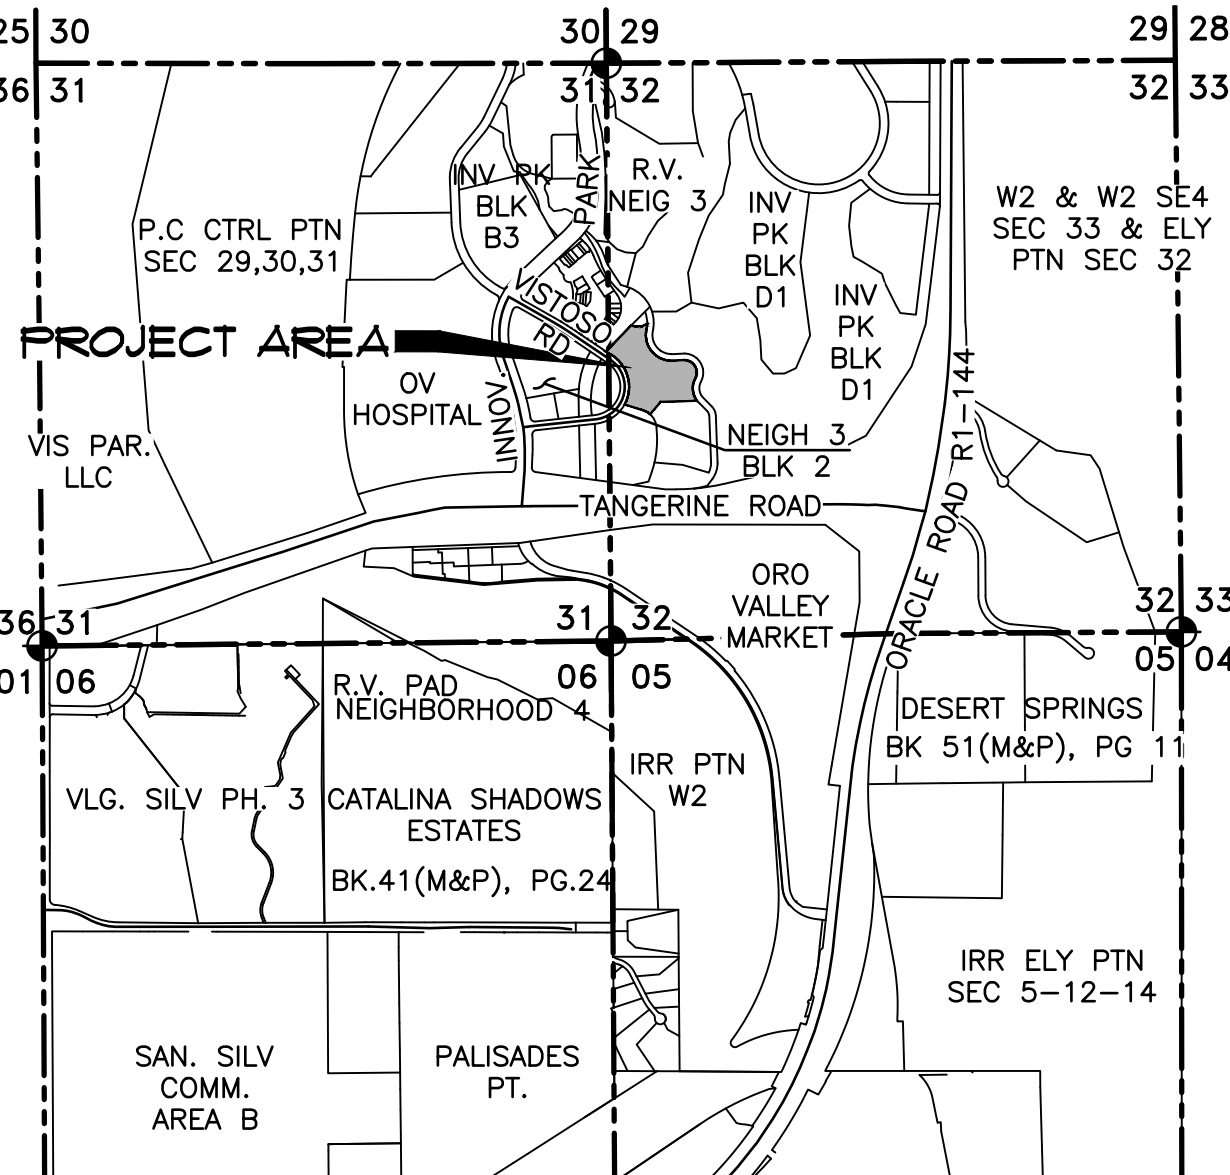 25 30
30 29
29 28
36 31
31 32
32 33
INV PK
BLK
B3
PARK
R.V.
NEIG 3
INV
PK
BLK
D1
W2 & W2 SE4
SEC 33 & ELY
PTN SEC 32
P.C CTRL PTN
SEC 29,30,31
VISTOSO
RD
INV
PK
BLK
D1
PROJECT AREA
OV
HOSPITAL
INNOV.
VIS PAR.
LLC
NEIGH 3
BLK 2
ORACLE ROAD R1-144
TANGERINE ROAD
ORO
VALLEY
MARKET
36 31
31 32
32 33
01 06
06 05
05 04
R.V. PAD
NEIGHBORHOOD 4
DESERT SPRINGS
BK 51(M&P), PG 11
IRR PTN
W2
VLG. SILV PH. 3
CATALINA SHADOWS
ESTATES
BK.41(M&P), PG.24
IRR ELY PTN
SEC 5-12-14
SAN. SILV
COMM.
AREA B
PALISADES
PT.